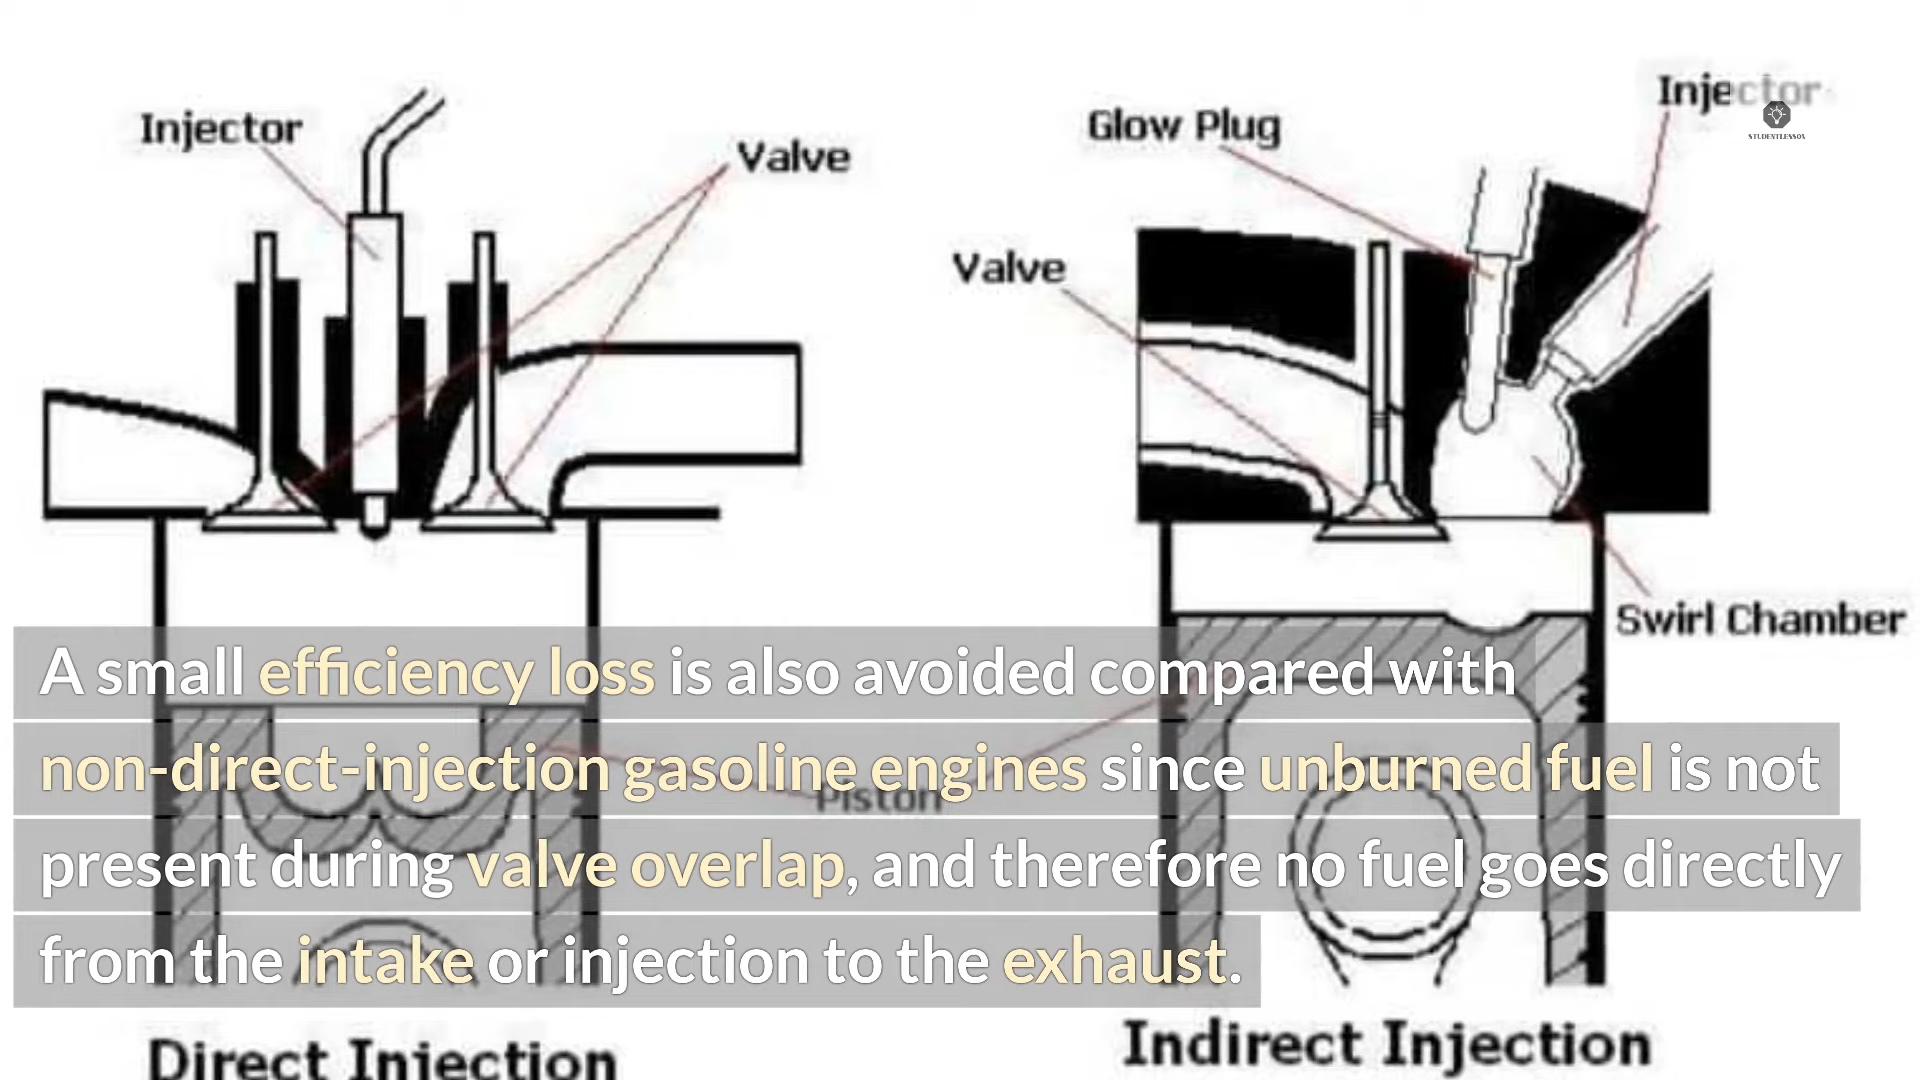 Injector
Valve
Glow Plug
Injector
STUDENTLESSON
Valve
Swirl Chamber
A small efficiency loss is also avoided compared with
non-direct-injection gasoline engines since unburned fuel is not
Piston
present during valve overlap, and therefore no fuel goes directly
from the intake or injection to the exhaust.
Direct Injection
Indirect Injection